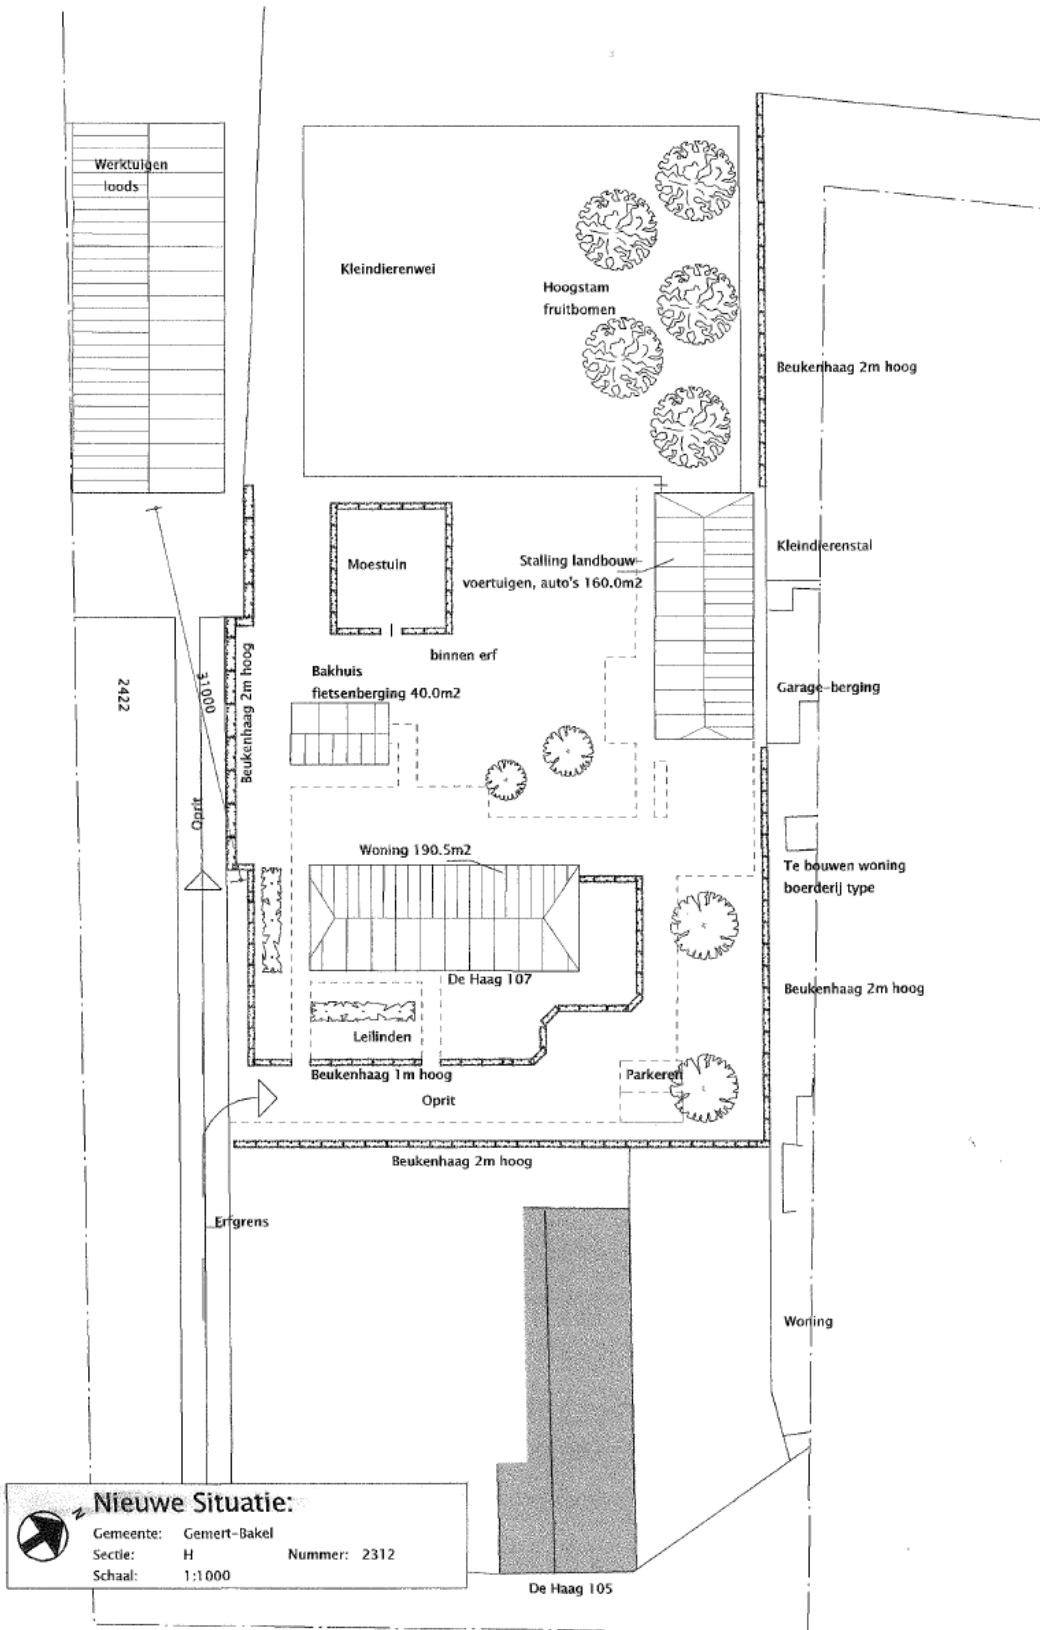 Werktuigen
loods
Kleindierenwei
Hoogstam
fruitbomen
Beukenhaag 2m hoog
Moestuin
Stalling landbouw
voertuigen, auto's 160.0m2
Kleindierenstal
binnen erf
Bakhuis
fietsenberging 40.0m2
Garage-berging
2422
31000
Beukenhaag 2m hoog
Oprit
Woning 190.5m2
Te bouwen woning
boerderij type
De Haag 107
Beukenhaag 2m hoog
Leilinden
Beukenhaag 1m hoog
Parkeren
Oprit
Beukenhaag 2m hoog
Erfgrens
Woning
N
Nieuwe Situatie:
Gemeente: Gemert-Bakel
Sectie: H Nummer: 2312
Schaal: 1:1000
De Haag 105